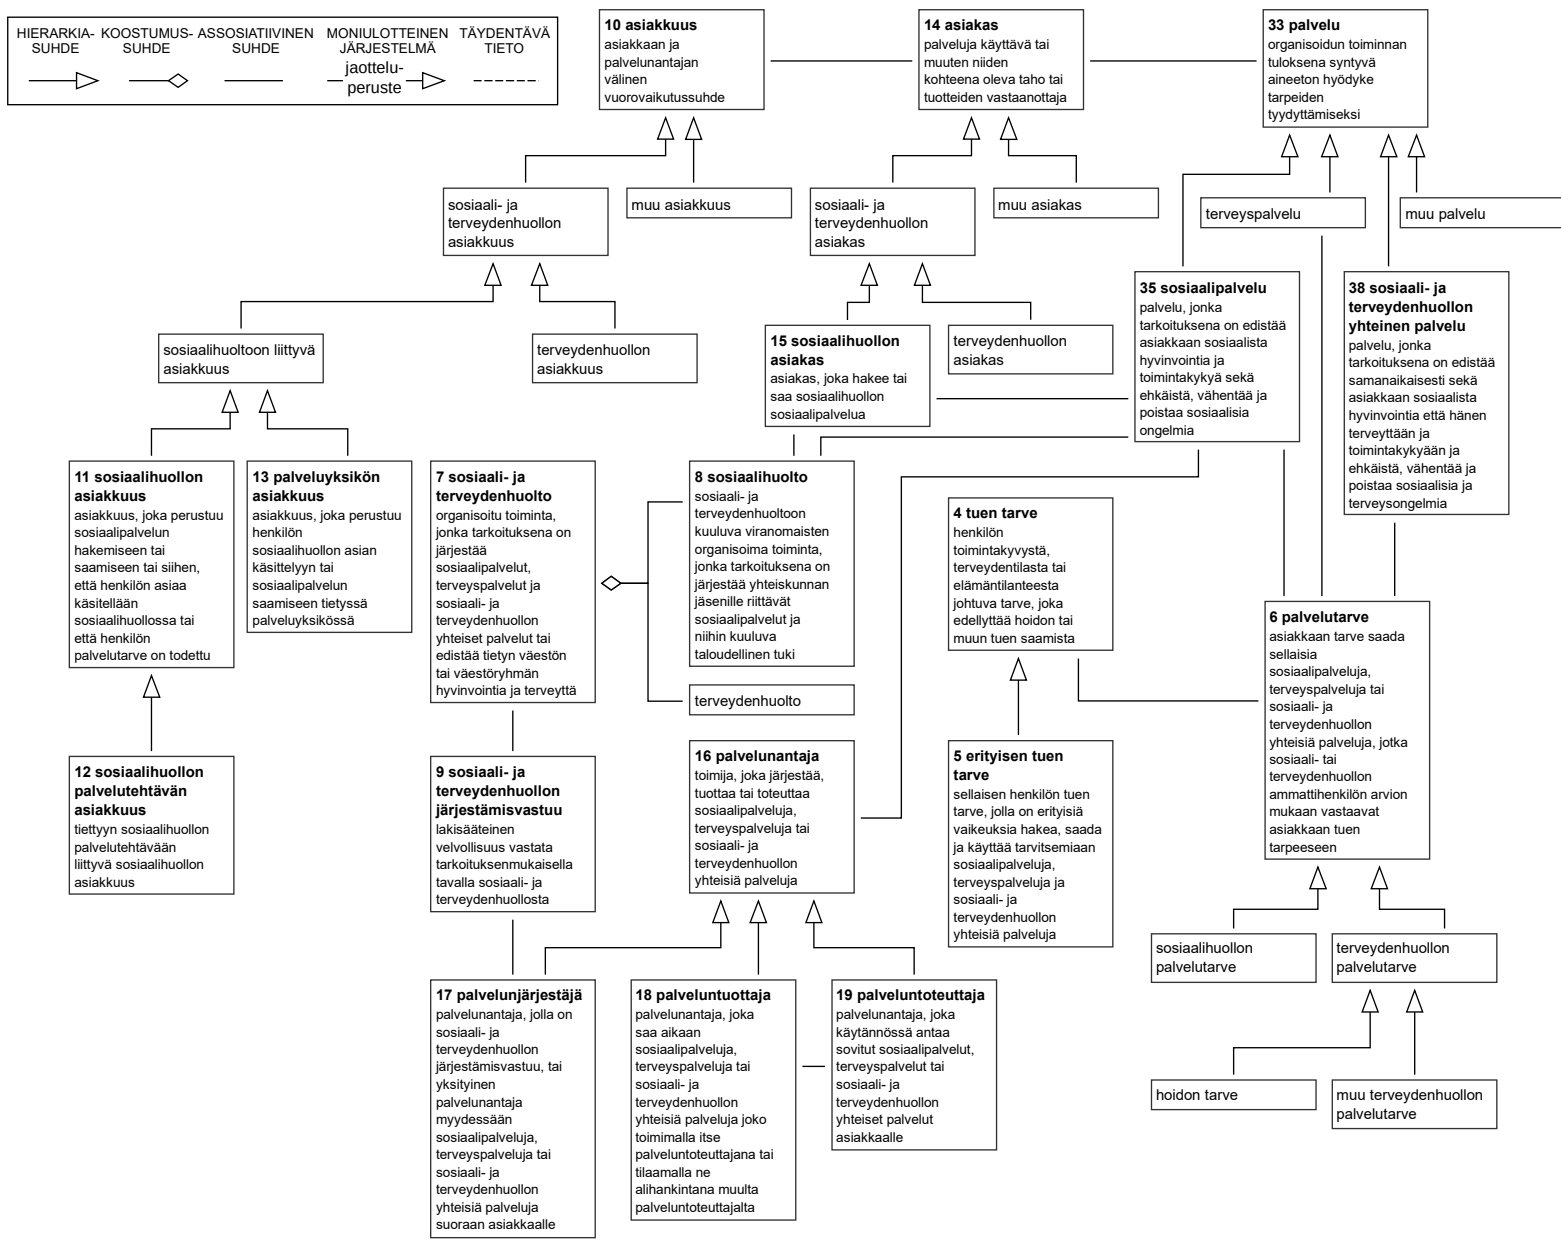 HIERARKIA-
SUHDE
KOOSTUMUS-
SUHDE
ASSOSIATIIVINEN
SUHDE
MONIULOTTEINEN
JÄRJESTELMÄ
jaottelu-
peruste
TÄYDENTÄVÄ
TIETO
10 asiakkuus
asiakkaan ja
palvelunantajan
välinen
vuorovaikutussuhde
14 asiakas
palveluja käyttävä tai
muuten niiden
kohteena oleva taho tai
tuotteiden vastaanottaja
33 palvelu
organisoidun toiminnan
tuloksena syntyvä
aineeton hyödyke
tarpeiden
tyydyttämiseksi
sosiaali- ja
terveydenhuollon
asiakkuus
muu asiakkuus
sosiaali- ja
terveydenhuollon
asiakas
muu asiakas
terveyspalvelu
muu palvelu
35 sosiaalipalvelu
palvelu, jonka
tarkoituksena on edistää
asiakkaan sosiaalista
hyvinvointia ja
toimintakykyä sekä
ehkäistä, vähentää ja
poistaa sosiaalisia
ongelmia
38 sosiaali- ja
terveydenhuollon
yhteinen palvelu
palvelu, jonka
tarkoituksena on edistää
samanaikaisesti sekä
asiakkaan sosiaalista
hyvinvointia että hänen
terveyttään ja
toimintakykyään ja
ehkäistä, vähentää ja
poistaa sosiaalisia ja
terveysongelmia
sosiaalihuoltoon liittyvä
asiakkuus
terveydenhuollon
asiakkuus
15 sosiaalihuollon
asiakas
asiakas, joka hakee tai
saa sosiaalihuollon
sosiaalipalvelua
terveydenhuollon
asiakas
11 sosiaalihuollon
asiakkuus
asiakkuus, joka perustuu
sosiaalipalvelun
hakemiseen tai
saamiseen tai siihen,
että henkilön asiaa
käsitellään
sosiaalihuollossa tai
että henkilön
palvelutarve on todettu
13 palveluyksikön
asiakkuus
asiakkuus, joka perustuu
henkilön
sosiaalihuollon asian
käsittelyyn tai
sosiaalipalvelun
saamiseen tietyssä
palveluyksikössä
7 sosiaali- ja
terveydenhuolto
organisoitu toiminta,
jonka tarkoituksena on
järjestää
sosiaalipalvelut,
terveyspalvelut ja
sosiaali- ja
terveydenhuollon
yhteiset palvelut tai
edistää tietyn väestön
tai väestöryhmän
hyvinvointia ja terveyttä
8 sosiaalihuolto
sosiaali- ja
terveydenhuoltoon
kuuluva viranomaisten
organisoima toiminta,
jonka tarkoituksena on
järjestää yhteiskunnan
jäsenille riittävät
sosiaalipalvelut ja
niihin kuuluva
taloudellinen tuki
terveydenhuolto
4 tuen tarve
henkilön
toimintakyvystä,
terveydentilasta tai
elämäntilanteesta
johtuva tarve, joka
edellyttää hoidon tai
muun tuen saamista
6 palvelutarve
asiakkaan tarve saada
sellaisia
sosiaalipalveluja,
terveyspalveluja tai
sosiaali- ja
terveydenhuollon
yhteisiä palveluja, jotka
sosiaali- tai
terveydenhuollon
ammattihenkilön arvion
mukaan vastaavat
asiakkaan tuen
tarpeeseen
12 sosiaalihuollon
palvelutehtävän
asiakkuus
tiettyyn sosiaalihuollon
palvelutehtävään
liittyvä sosiaalihuollon
asiakkuus
9 sosiaali- ja
terveydenhuollon
järjestämisvastuu
lakisääteinen
velvollisuus vastata
tarkoituksenmukaisella
tavalla sosiaali- ja
terveydenhuollosta
16 palvelunantaja
toimija, joka järjestää,
tuottaa tai toteuttaa
sosiaalipalveluja,
terveyspalveluja tai
sosiaali- ja
terveydenhuollon
yhteisiä palveluja
5 erityisen tuen
tarve
sellaisen henkilön tuen
tarve, jolla on erityisiä
vaikeuksia hakea, saada
ja käyttää tarvitsemiaan
sosiaalipalveluja,
terveyspalveluja ja
sosiaali- ja
terveydenhuollon
yhteisiä palveluja
sosiaalihuollon
palvelutarve
terveydenhuollon
palvelutarve
17 palvelunjärjestäjä
palvelunantaja, jolla on
sosiaali- ja
terveydenhuollon
järjestämisvastuu, tai
yksityinen
palvelunantaja
myydessään
sosiaalipalveluja,
terveyspalveluja tai
sosiaali- ja
terveydenhuollon
yhteisiä palveluja
suoraan asiakkaalle
18 palveluntuottaja
palvelunantaja, joka
saa aikaan
sosiaalipalveluja,
terveyspalveluja tai
sosiaali- ja
terveydenhuollon
yhteisiä palveluja joko
toimimalla itse
palveluntoteuttajana tai
tilaamalla ne
alihankintana muulta
palveluntoteuttajalta
19 palveluntoteuttaja
palvelunantaja, joka
käytännössä antaa
sovitut sosiaalipalvelut,
terveyspalvelut tai
sosiaali- ja
terveydenhuollon
yhteiset palvelut
asiakkaalle
hoidon tarve
muu terveydenhuollon
palvelutarve